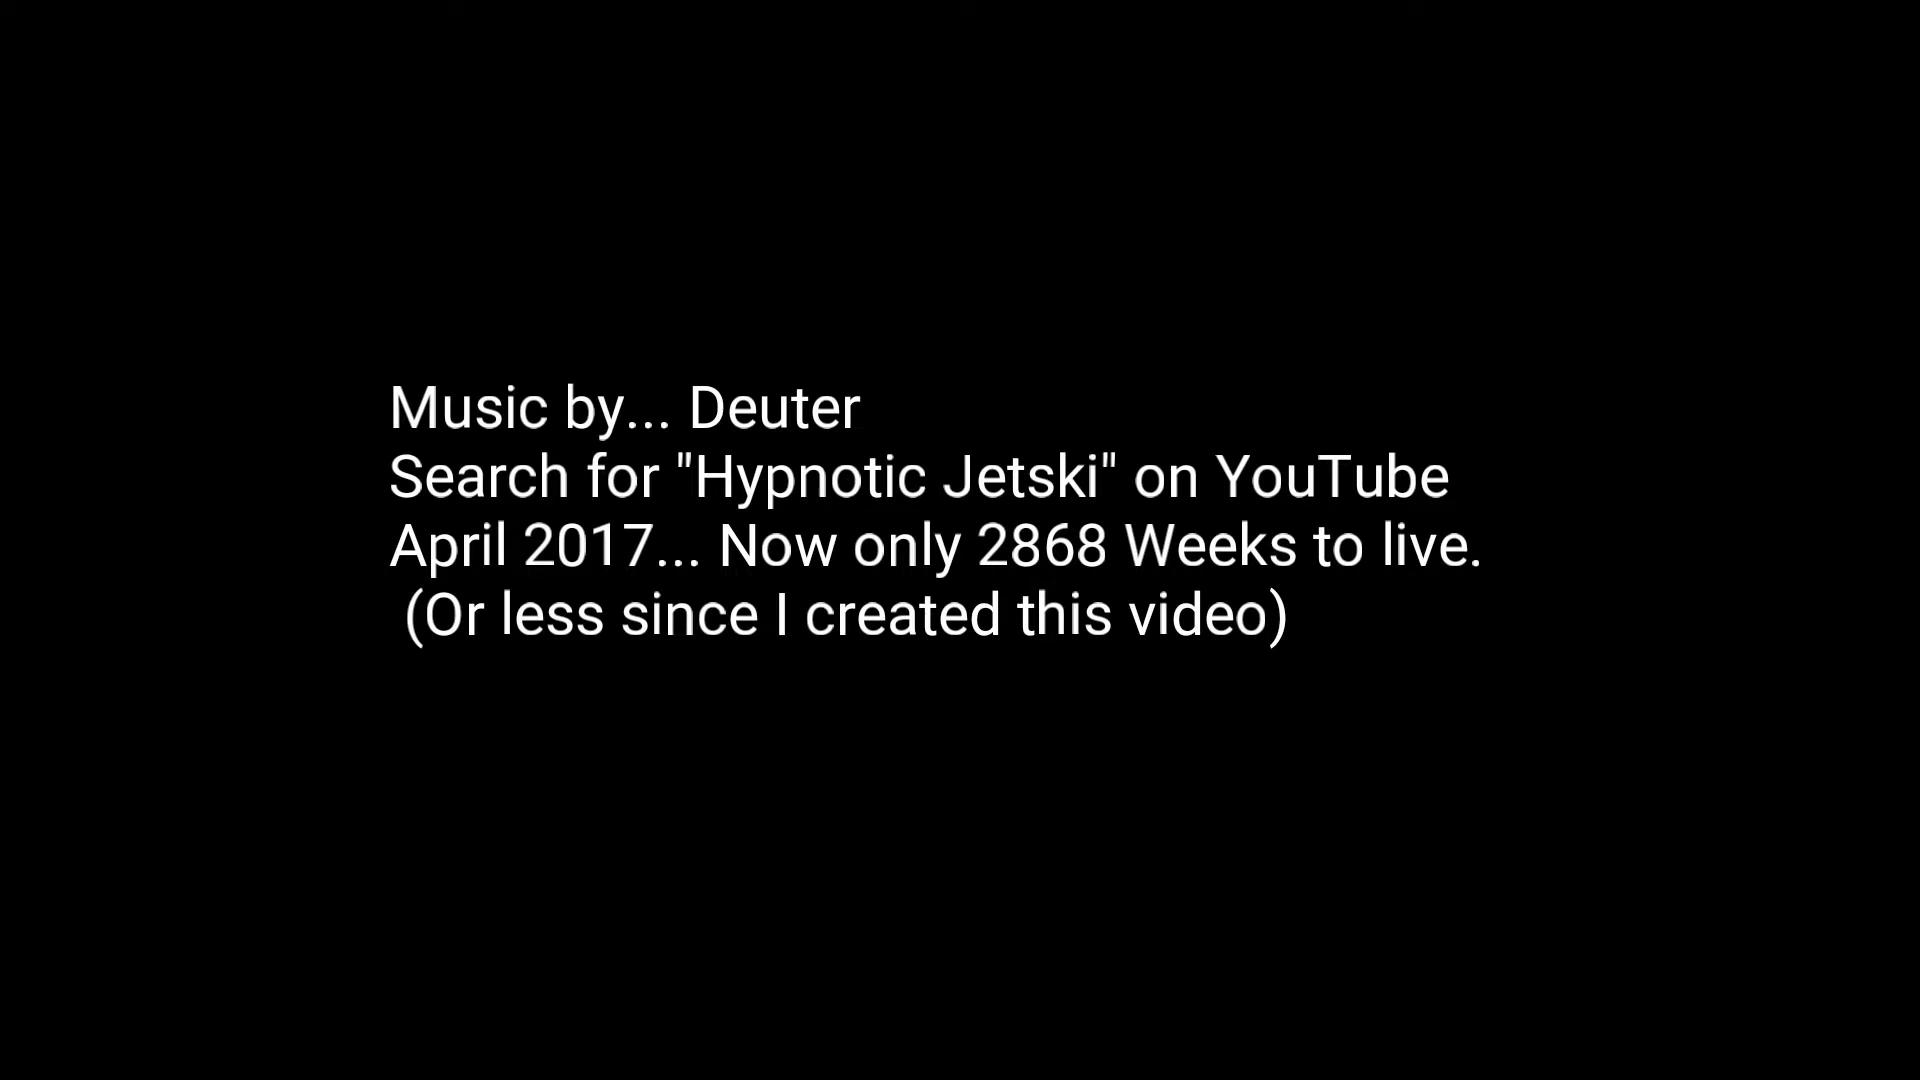 Music by... Deuter
Search for "Hypnotic Jetski" on YouTube
April 2017... Now only 2868 Weeks to live.
(Or less since I created this video)